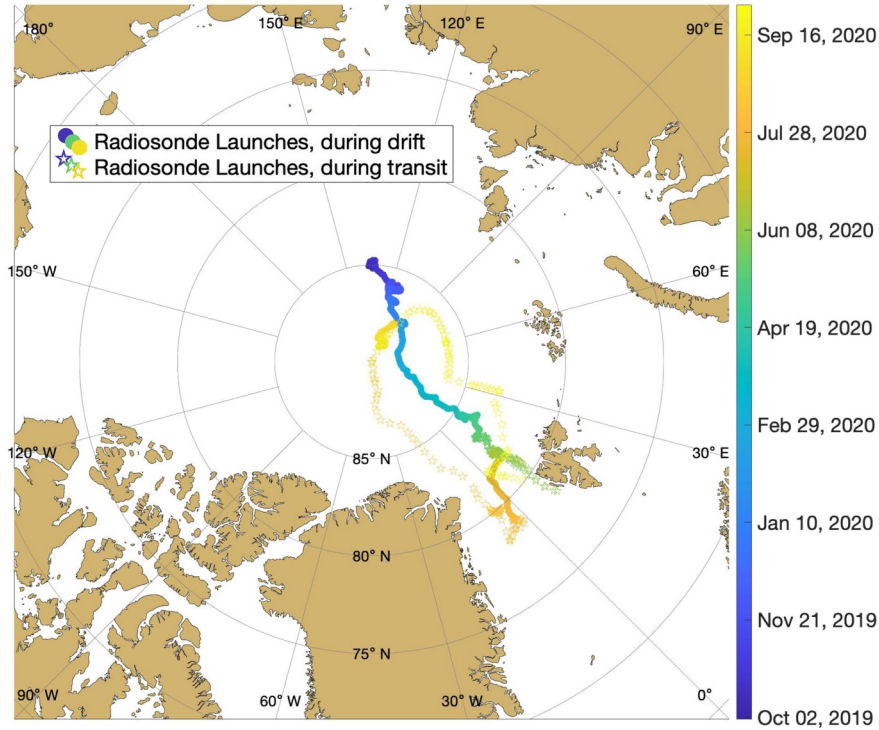 180°
150° E
120° E
90° E
Radiosonde Launches, during drift
Radiosonde Launches, during transit
150° W
60° E
120° W
30° E
85° N
80° N
75° N
90° W
60° W
30° W
0°
Sep 16, 2020
Jul 28, 2020
Jun 08, 2020
Apr 19, 2020
Feb 29, 2020
Jan 10, 2020
Nov 21, 2019
Oct 02, 2019